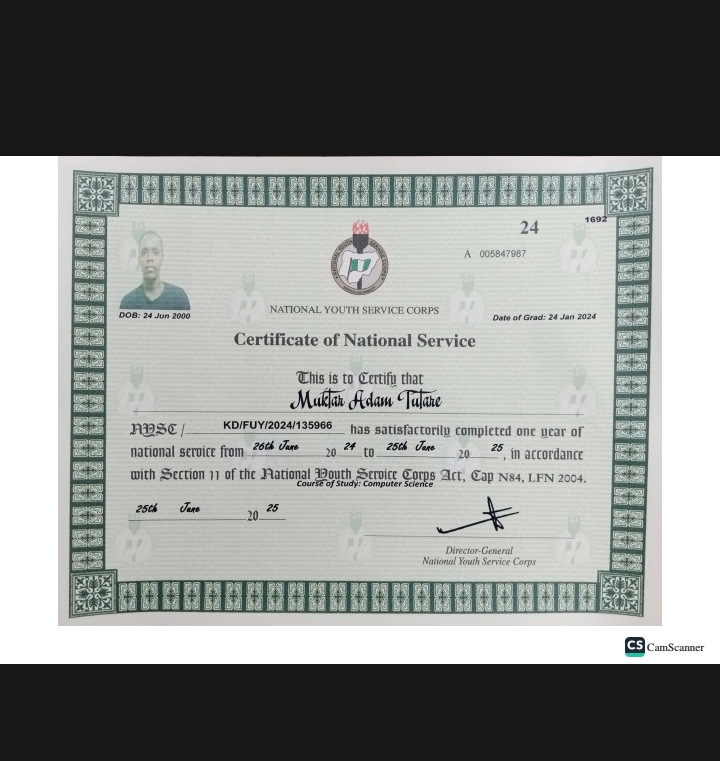 24
1692
A 005847987
DOB: 24 Jun 2000
NATIONAL YOUTH SERVICE CORPS
Date of Grad: 24 Jan 2024
Certificate of National Service
This is to Certify that
Muktar Adam Tutare
NYSC / KD/FUY/2024/135966 has satisfactorily completed one year of
national service from 26th June 20 24 to 25th June 20 25, in accordance
with Section 11 of the National Youth Service Corps Act, Cap N84, LFN 2004.
Course of Study: Computer Science
25th June 20 25
Director-General
National Youth Service Corps
CS CamScanner